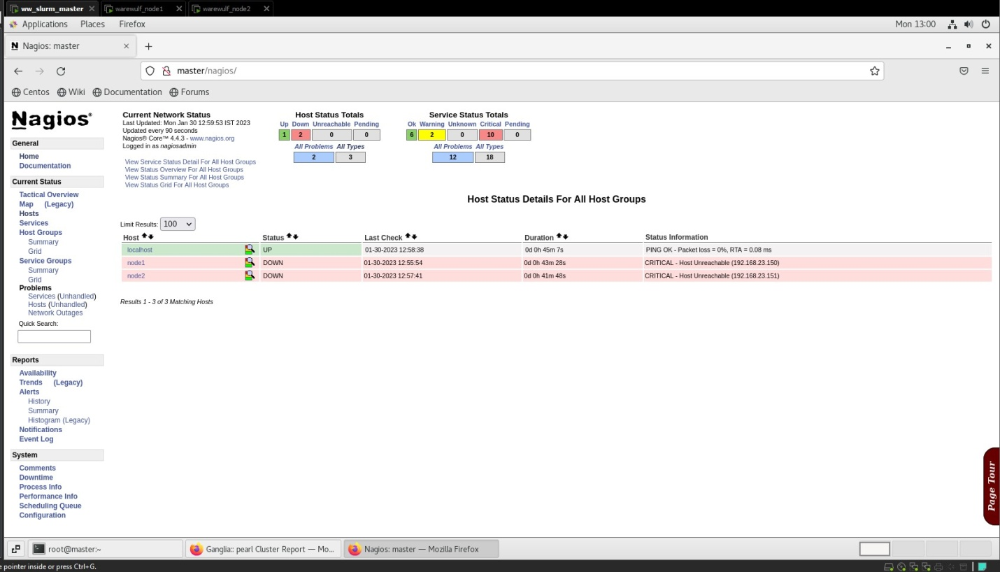 ww_slurm_master warewulf_node1 warewulf_node2
Applications Places Firefox Mon 13:00
Nagios: master
master/nagios/
Centos Wiki Documentation Forums
Nagios®
General
Home
Documentation
Current Status
Tactical Overview
Map (Legacy)
Hosts
Services
Host Groups
Summary
Grid
Service Groups
Summary
Grid
Problems
Services (Unhandled)
Hosts (Unhandled)
Network Outages
Quick Search:
Reports
Availability
Trends (Legacy)
Alerts
History
Summary
Histogram (Legacy)
Notifications
Event Log
System
Comments
Downtime
Process Info
Performance Info
Scheduling Queue
Configuration
Current Network Status
Last Updated: Mon Jan 30 12:59:53 IST 2023
Updated every 90 seconds
Nagios® Core™ 4.4.3 - www.nagios.org
Logged in as nagiosadmin
View Service Status Detail For All Host Groups
View Status Overview For All Host Groups
View Status Summary For All Host Groups
View Status Grid For All Host Groups
Host Status Totals
Up Down Unreachable Pending
1 2 0 0
All Problems All Types
2 3
Service Status Totals
Ok Warning Unknown Critical Pending
6 2 0 10 0
All Problems All Types
12 18
Host Status Details For All Host Groups
Limit Results: 100
Host Status Last Check Duration Status Information
localhost UP 01-30-2023 12:58:38 0d 0h 45m 7s PING OK - Packet loss = 0%, RTA = 0.08 ms
node1 DOWN 01-30-2023 12:55:54 0d 0h 43m 28s CRITICAL - Host Unreachable (192.168.23.150)
node2 DOWN 01-30-2023 12:57:41 0d 0h 41m 48s CRITICAL - Host Unreachable (192.168.23.151)
Results 1 - 3 of 3 Matching Hosts
Page Tour
root@master:~ Ganglia:: pearl Cluster Report — Mo... Nagios: master — Mozilla Firefox
pointer inside or press Ctrl+G.